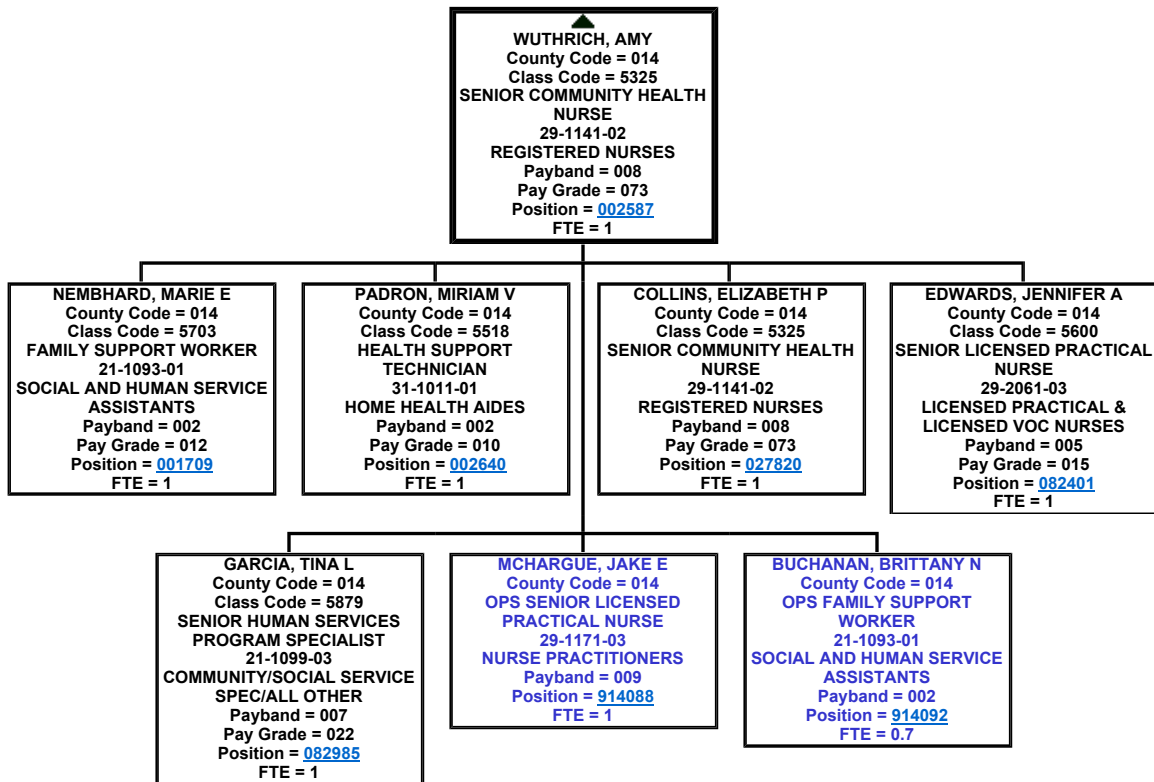 WUTHRICH, AMY
County Code = 014
Class Code = 5325
SENIOR COMMUNITY HEALTH
NURSE
29-1141-02
REGISTERED NURSES
Payband = 008
Pay Grade = 073
Position = 002587
FTE = 1
NEMBHARD, MARIE E
County Code = 014
Class Code = 5703
FAMILY SUPPORT WORKER
21-1093-01
SOCIAL AND HUMAN SERVICE
ASSISTANTS
Payband = 002
Pay Grade = 012
Position = 001709
FTE = 1
PADRON, MIRIAM V
County Code = 014
Class Code = 5518
HEALTH SUPPORT
TECHNICIAN
31-1011-01
HOME HEALTH AIDES
Payband = 002
Pay Grade = 010
Position = 002640
FTE = 1
COLLINS, ELIZABETH P
County Code = 014
Class Code = 5325
SENIOR COMMUNITY HEALTH
NURSE
29-1141-02
REGISTERED NURSES
Payband = 008
Pay Grade = 073
Position = 027820
FTE = 1
EDWARDS, JENNIFER A
County Code = 014
Class Code = 5600
SENIOR LICENSED PRACTICAL
NURSE
29-2061-03
LICENSED PRACTICAL &
LICENSED VOC NURSES
Payband = 005
Pay Grade = 015
Position = 082401
FTE = 1
GARCIA, TINA L
County Code = 014
Class Code = 5879
SENIOR HUMAN SERVICES
PROGRAM SPECIALIST
21-1099-03
COMMUNITY/SOCIAL SERVICE
SPEC/ALL OTHER
Payband = 007
Pay Grade = 022
Position = 082985
FTE = 1
MCHARGUE, JAKE E
County Code = 014
OPS SENIOR LICENSED
PRACTICAL NURSE
29-1171-03
NURSE PRACTITIONERS
Payband = 009
Position = 914088
FTE = 1
BUCHANAN, BRITTANY N
County Code = 014
OPS FAMILY SUPPORT
WORKER
21-1093-01
SOCIAL AND HUMAN SERVICE
ASSISTANTS
Payband = 002
Position = 914092
FTE = 0.7